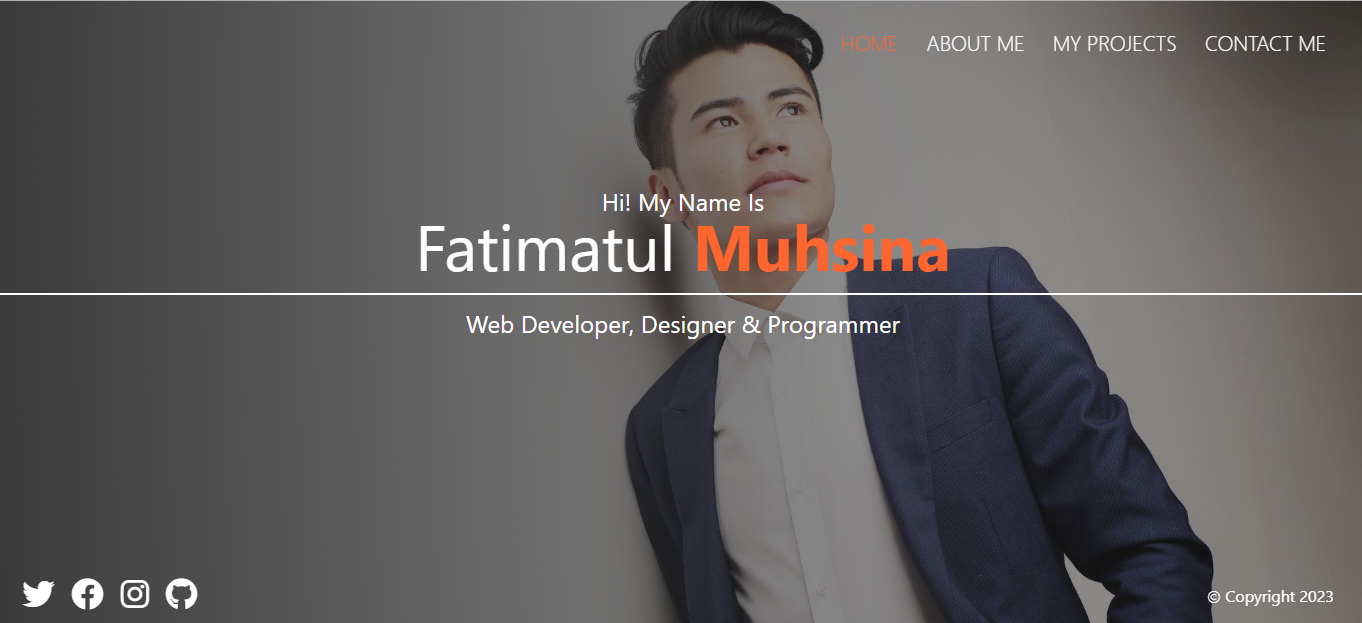 HOME ABOUT ME MY PROJECTS CONTACT ME
Hi! My Name Is
Fatimatul Muhsina
Web Developer, Designer & Programmer
© Copyright 2023